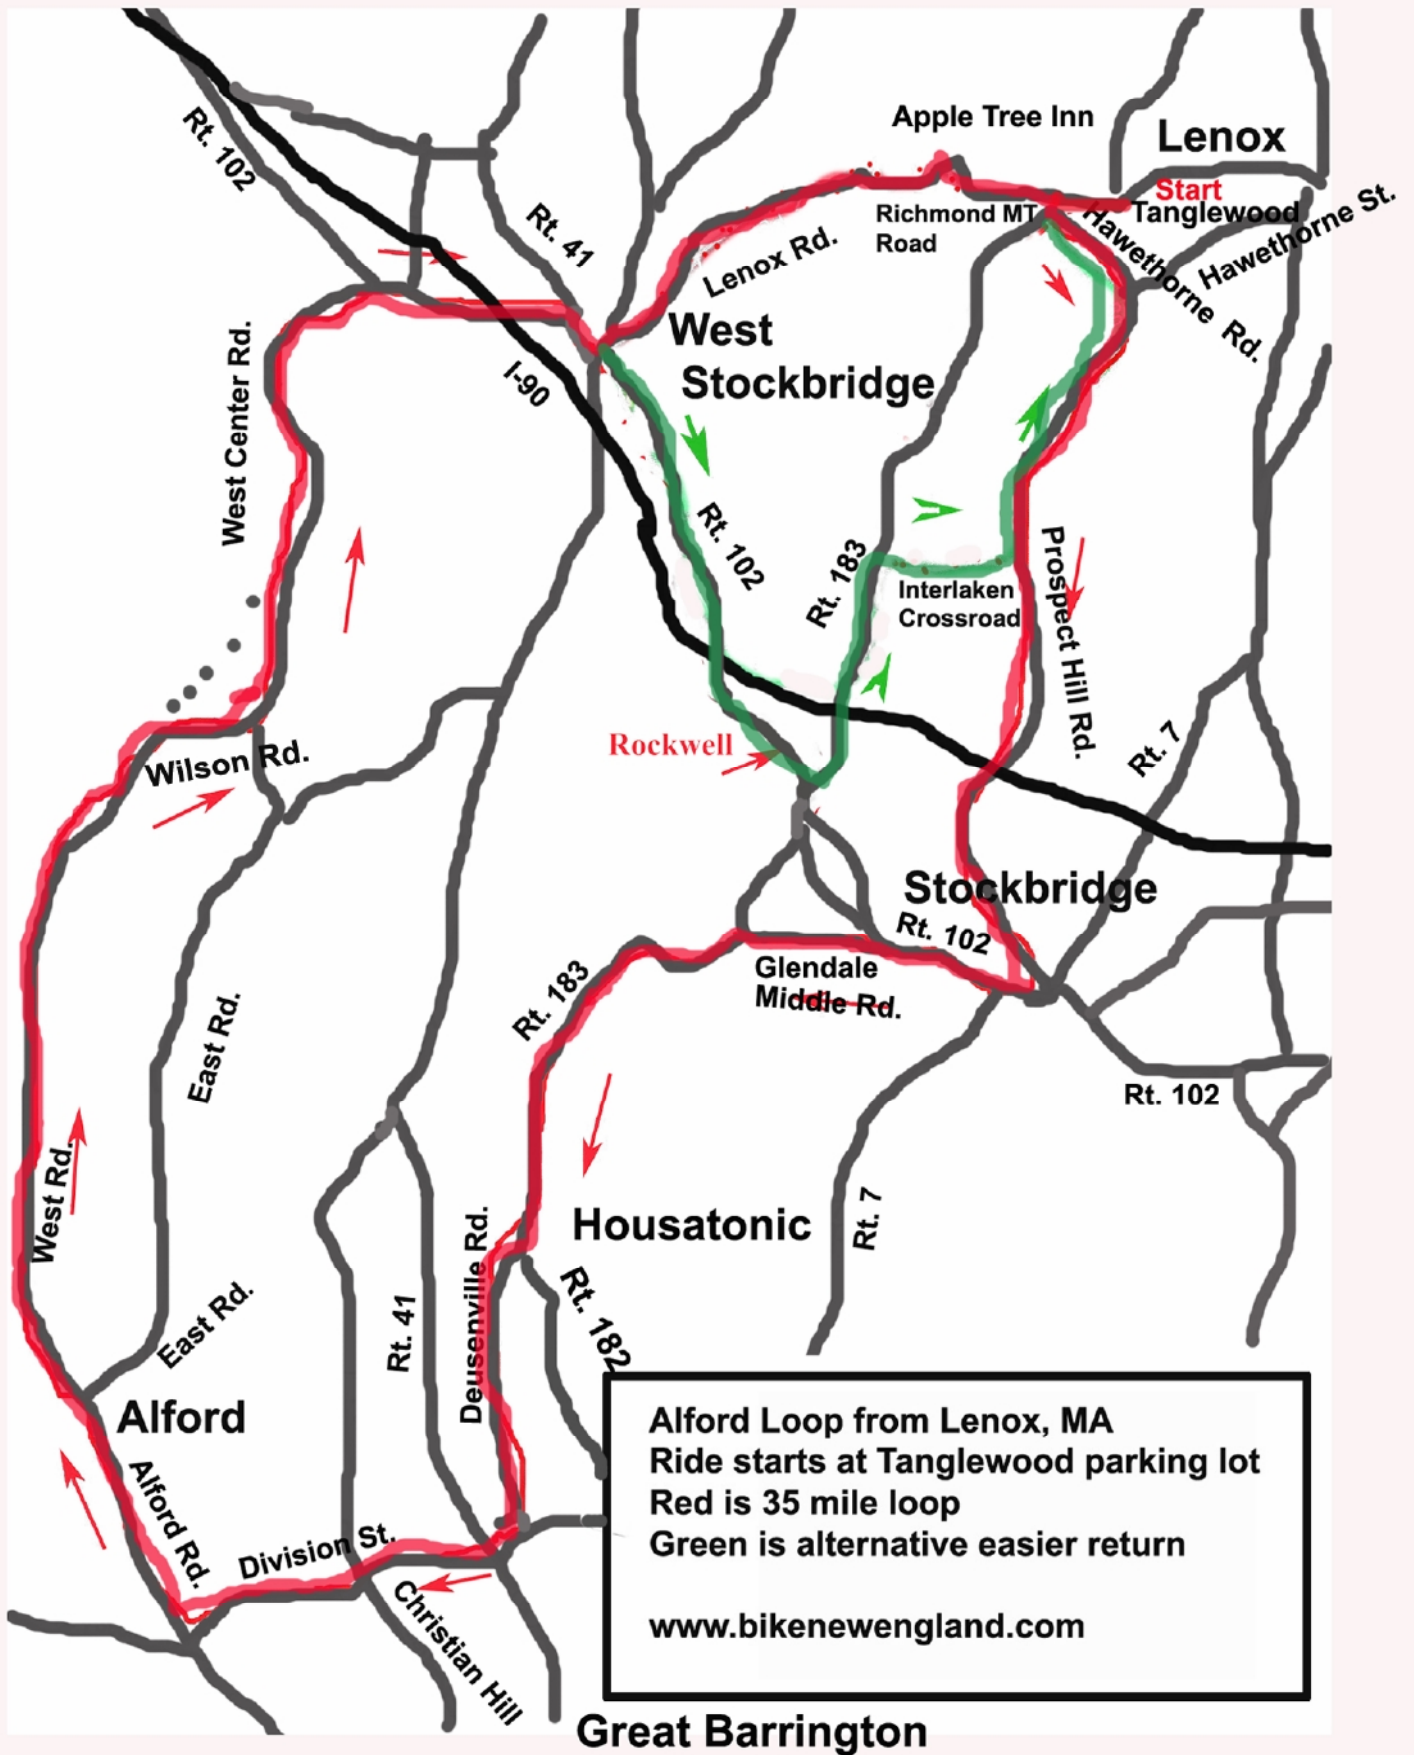 Rt. 102
Apple Tree Inn
Lenox
Start
Tanglewood
Hawethorne St.
Hawethorne Rd.
Richmond MT
Road
Rt. 41
Lenox Rd.
West
Stockbridge
West Center Rd.
I-90
Rt. 102
Rt. 183
Interlaken
Crossroad
Prospect Hill Rd.
Rockwell
Rt. 7
Wilson Rd.
Stockbridge
Rt. 102
Glendale
Middle Rd.
Rt. 183
East Rd.
Rt. 102
West Rd.
Rt. 7
Housatonic
Deusenville Rd.
Rt. 182
East Rd.
Rt. 41
Alford
Alford Rd.
Division St.
Christian Hill
Alford Loop from Lenox, MA
Ride starts at Tanglewood parking lot
Red is 35 mile loop
Green is alternative easier return
www.bikenewengland.com
Great Barrington